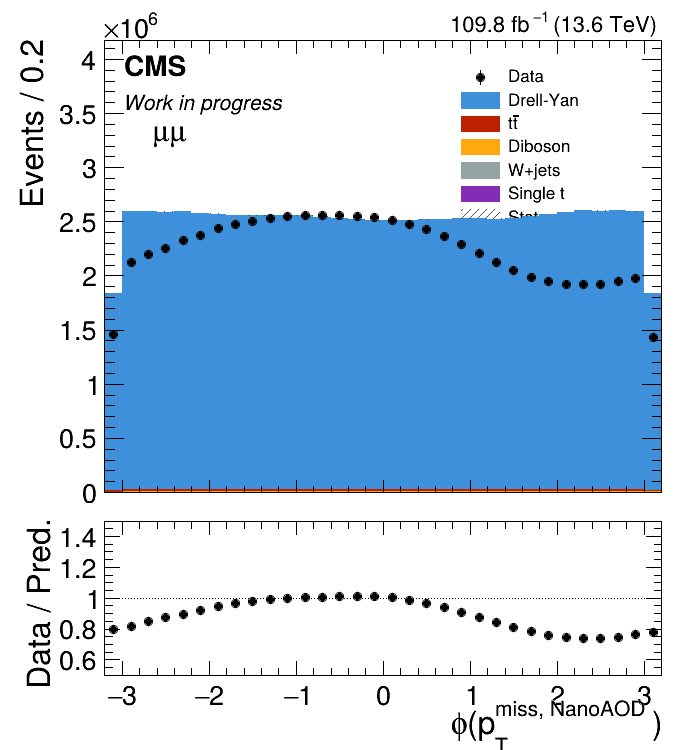 ×10⁶
109.8 fb⁻¹ (13.6 TeV)
CMS
Work in progress
μμ
Data
Drell-Yan
tt̄
Diboson
W+jets
Single t
Events / 0.2
4
3.5
3
2.5
2
1.5
1
0.5
0
Data / Pred.
1.4
1.2
1
0.8
0.6
−3 −2 −1 0 1 2 3
ϕ(p_T^miss, NanoAOD)